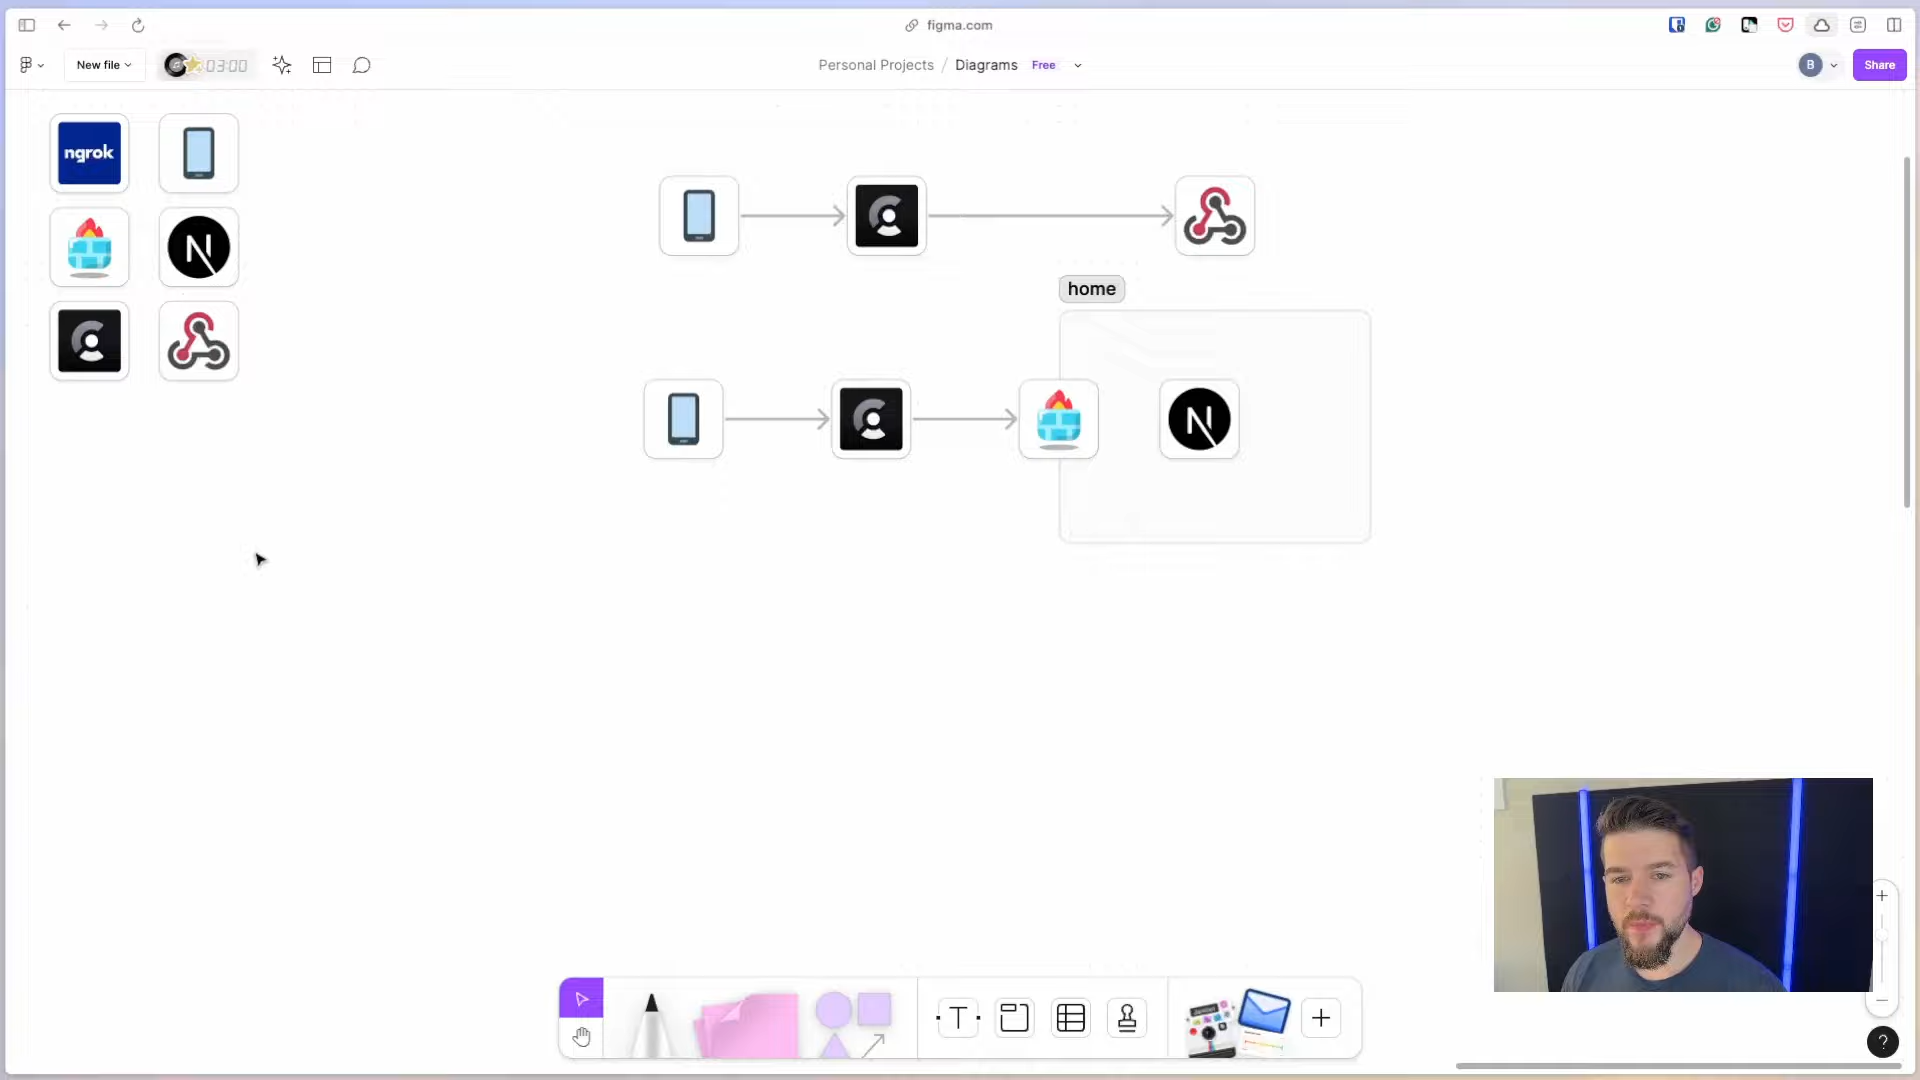 figma.com
New file
03:00
Personal Projects / Diagrams Free
B
Share
ngrok
N
home
N
T
?